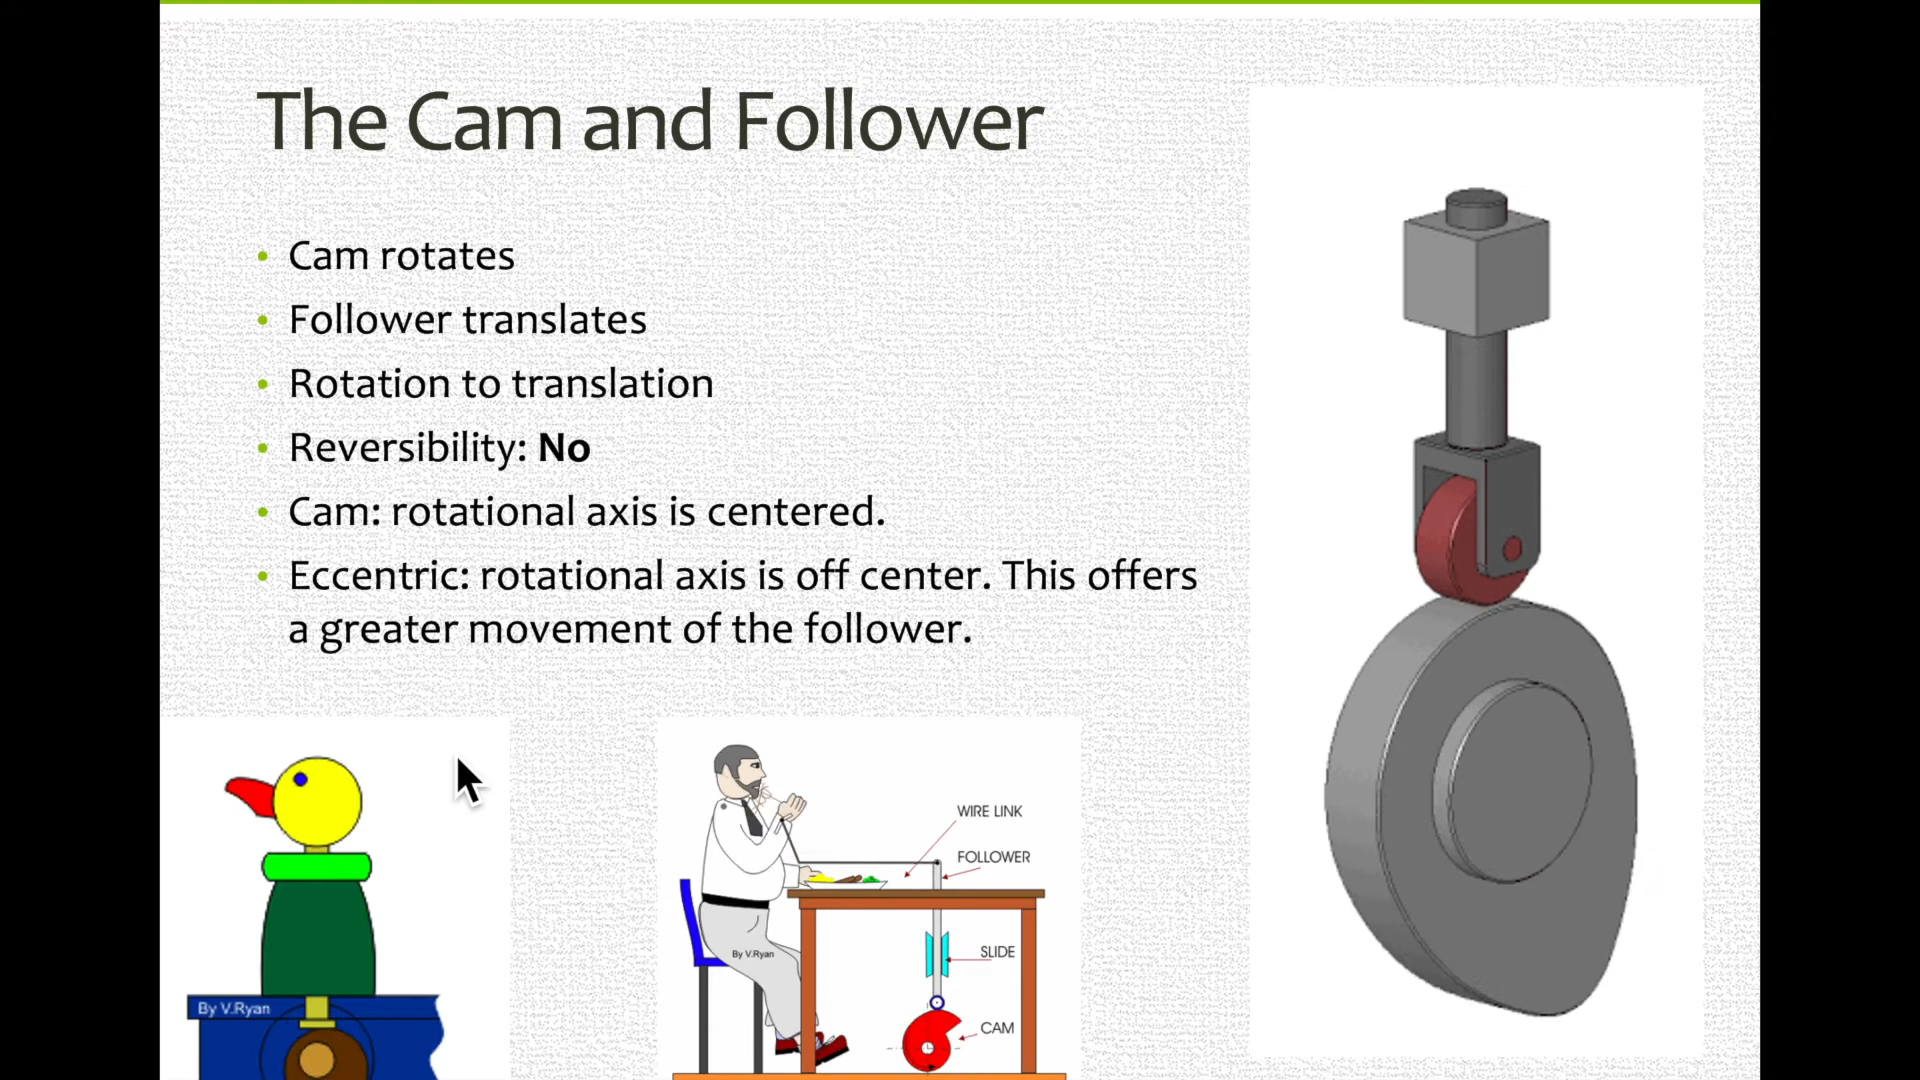 The Cam and Follower
• Cam rotates
• Follower translates
• Rotation to translation
• Reversibility: No
• Cam: rotational axis is centered.
• Eccentric: rotational axis is off center. This offers
a greater movement of the follower.
By V.Ryan
WIRE LINK
FOLLOWER
By V.Ryan
SLIDE
CAM